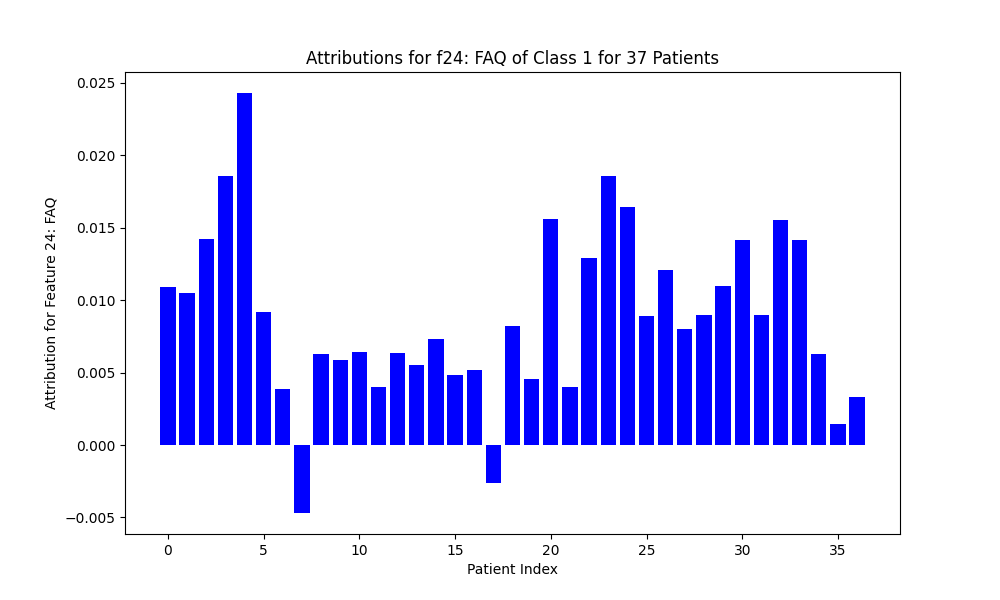 Attributions for f24: FAQ of Class 1 for 37 Patients
0.025
0.020
0.015
0.010
0.005
0.000
−0.005
Attribution for Feature 24: FAQ
0 5 10 15 20 25 30 35
Patient Index